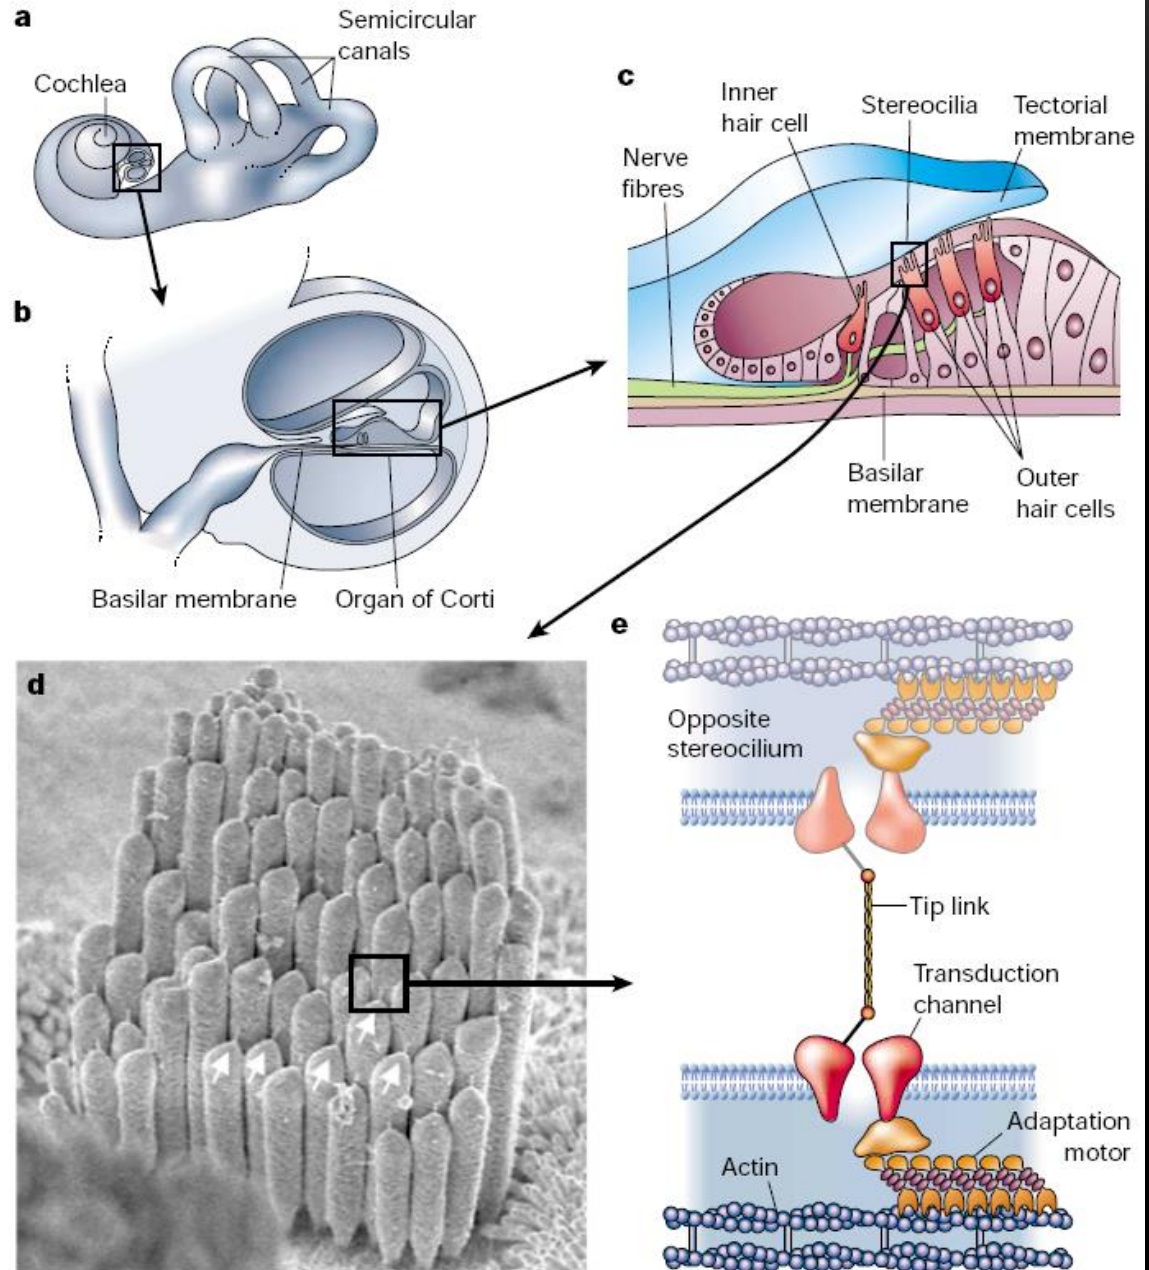 a
Semicircular
canals
Cochlea
b
Basilar membrane
Organ of Corti
c
Inner
hair cell
Stereocilia
Tectorial
membrane
Nerve
fibres
Basilar
membrane
Outer
hair cells
d
e
Opposite
stereocilium
Tip link
Transduction
channel
Adaptation
motor
Actin